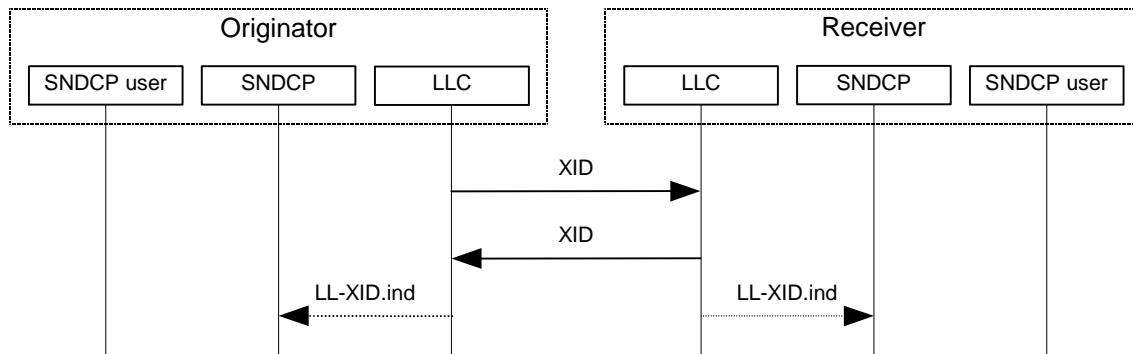 Originator
Receiver
SNDCP user
SNDCP
LLC
LLC
SNDCP
SNDCP user
XID
XID
LL-XID.ind
LL-XID.ind